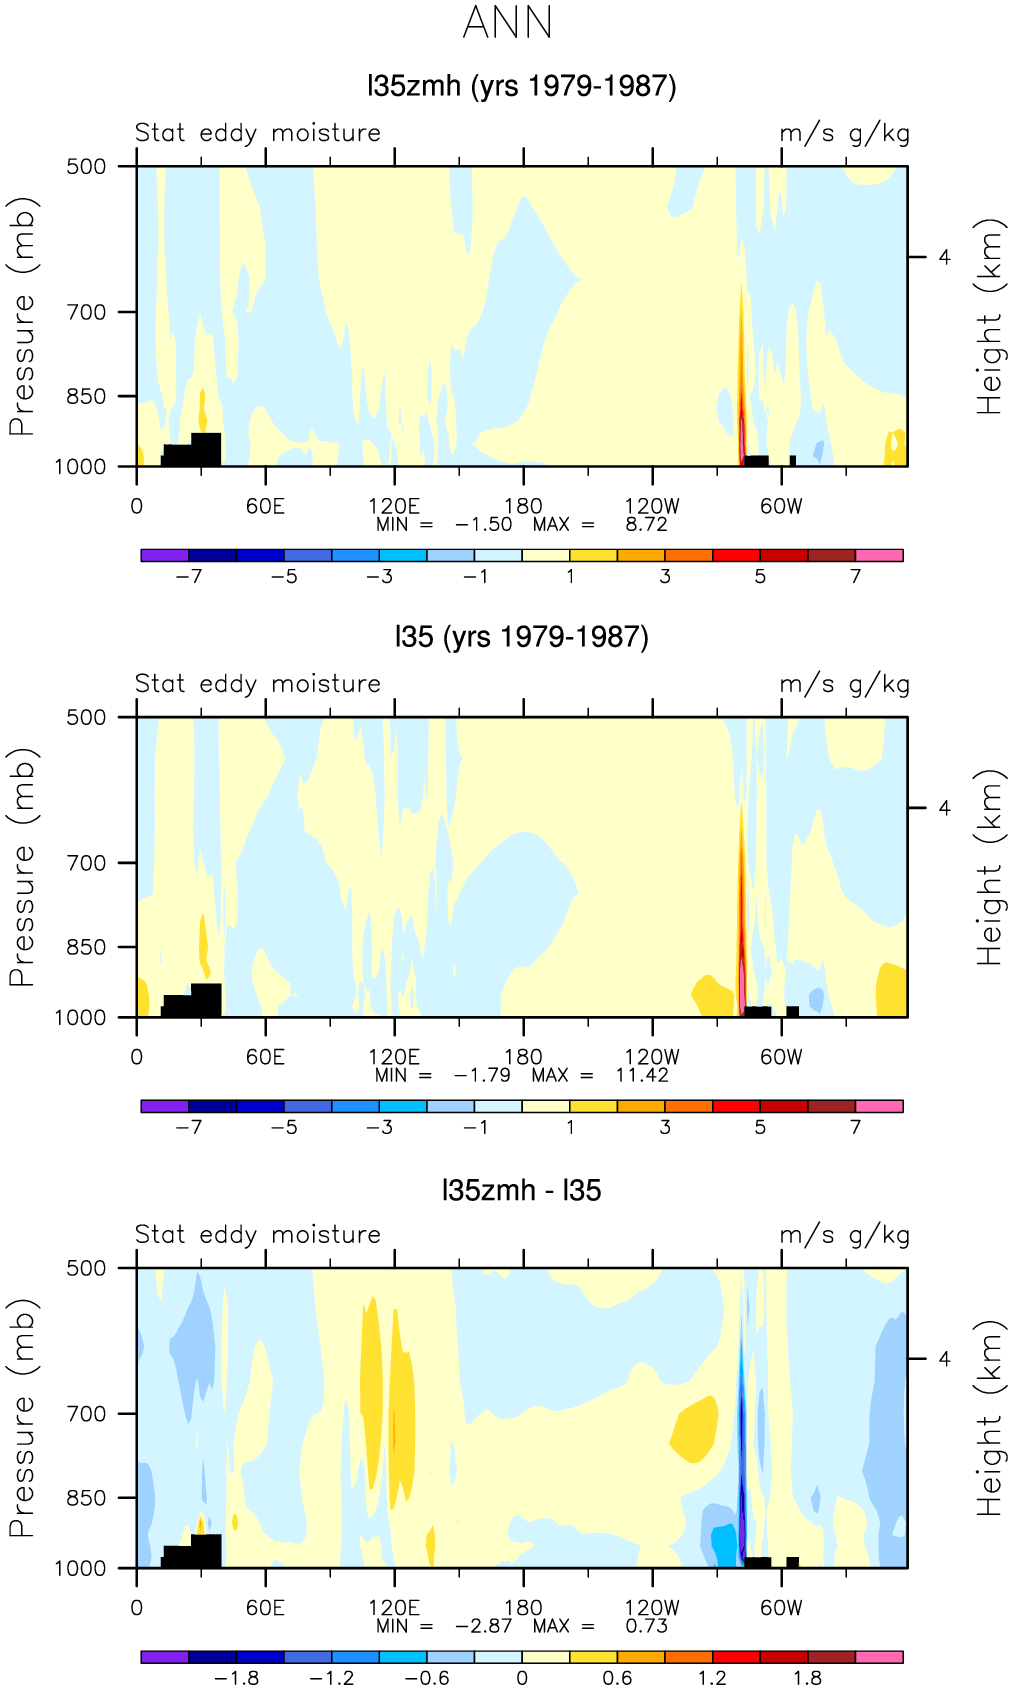 ANN
l35zmh (yrs 1979-1987)
Stat eddy moisture m/s g/kg
500
700
850
1000
Pressure (mb)
4
Height (km)
0 60E 120E 180 120W 60W
MIN = -1.50 MAX = 8.72
-7 -5 -3 -1 1 3 5 7
l35 (yrs 1979-1987)
Stat eddy moisture m/s g/kg
500
700
850
1000
Pressure (mb)
4
Height (km)
0 60E 120E 180 120W 60W
MIN = -1.79 MAX = 11.42
-7 -5 -3 -1 1 3 5 7
l35zmh - l35
Stat eddy moisture m/s g/kg
500
700
850
1000
Pressure (mb)
4
Height (km)
0 60E 120E 180 120W 60W
MIN = -2.87 MAX = 0.73
-1.8 -1.2 -0.6 0 0.6 1.2 1.8